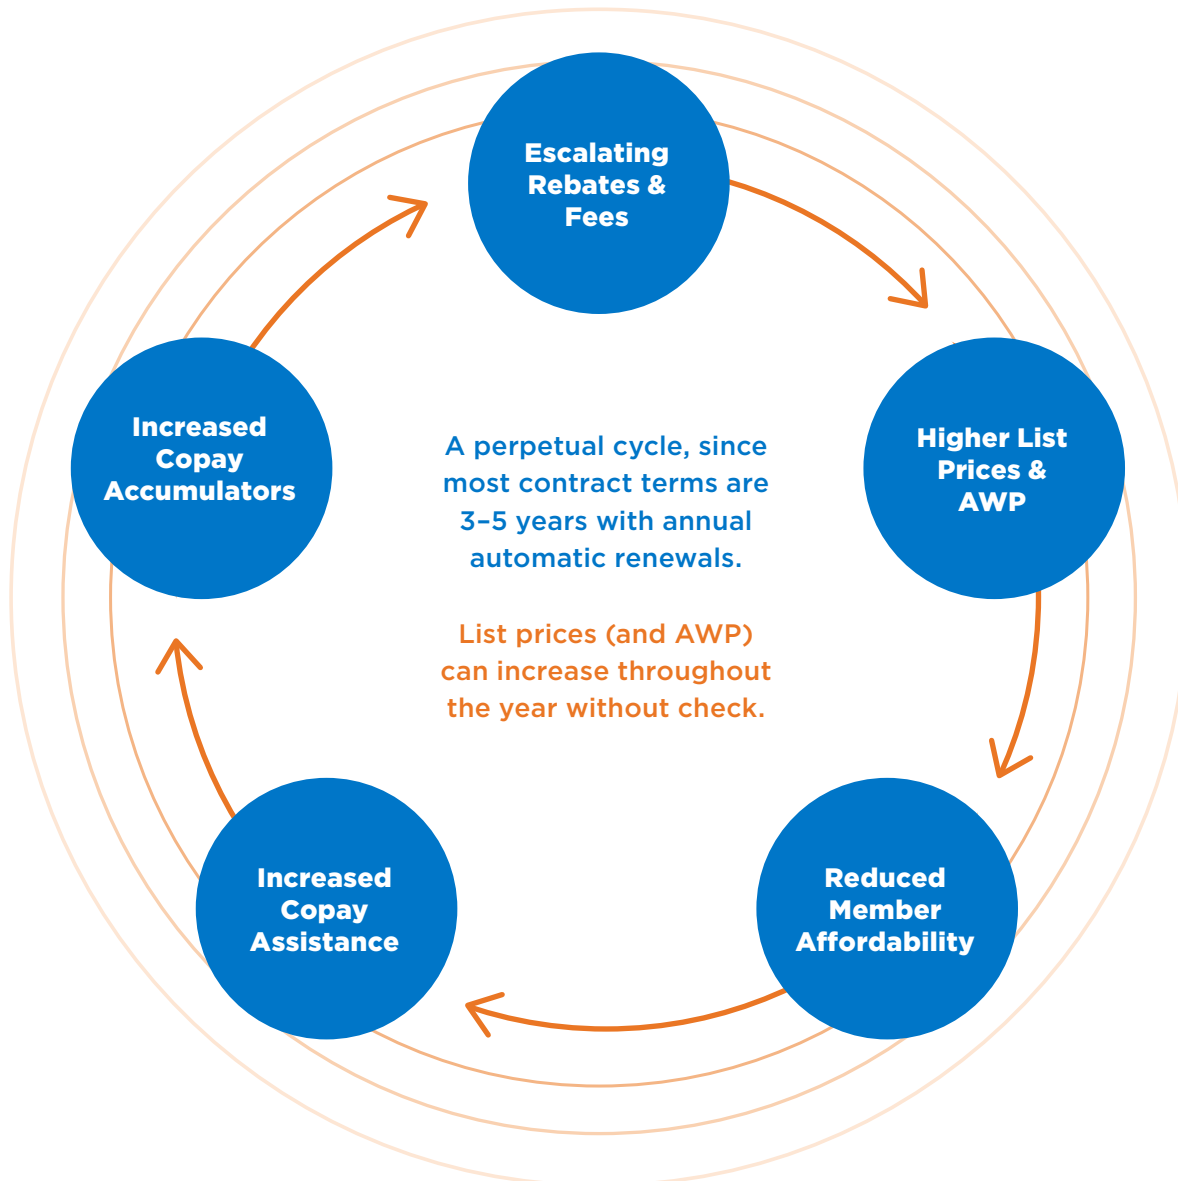 Escalating
Rebates &
Fees
Higher List
Prices &
AWP
Reduced
Member
Affordability
Increased
Copay
Assistance
Increased
Copay
Accumulators
A perpetual cycle, since
most contract terms are
3–5 years with annual
automatic renewals.
List prices (and AWP)
can increase throughout
the year without check.